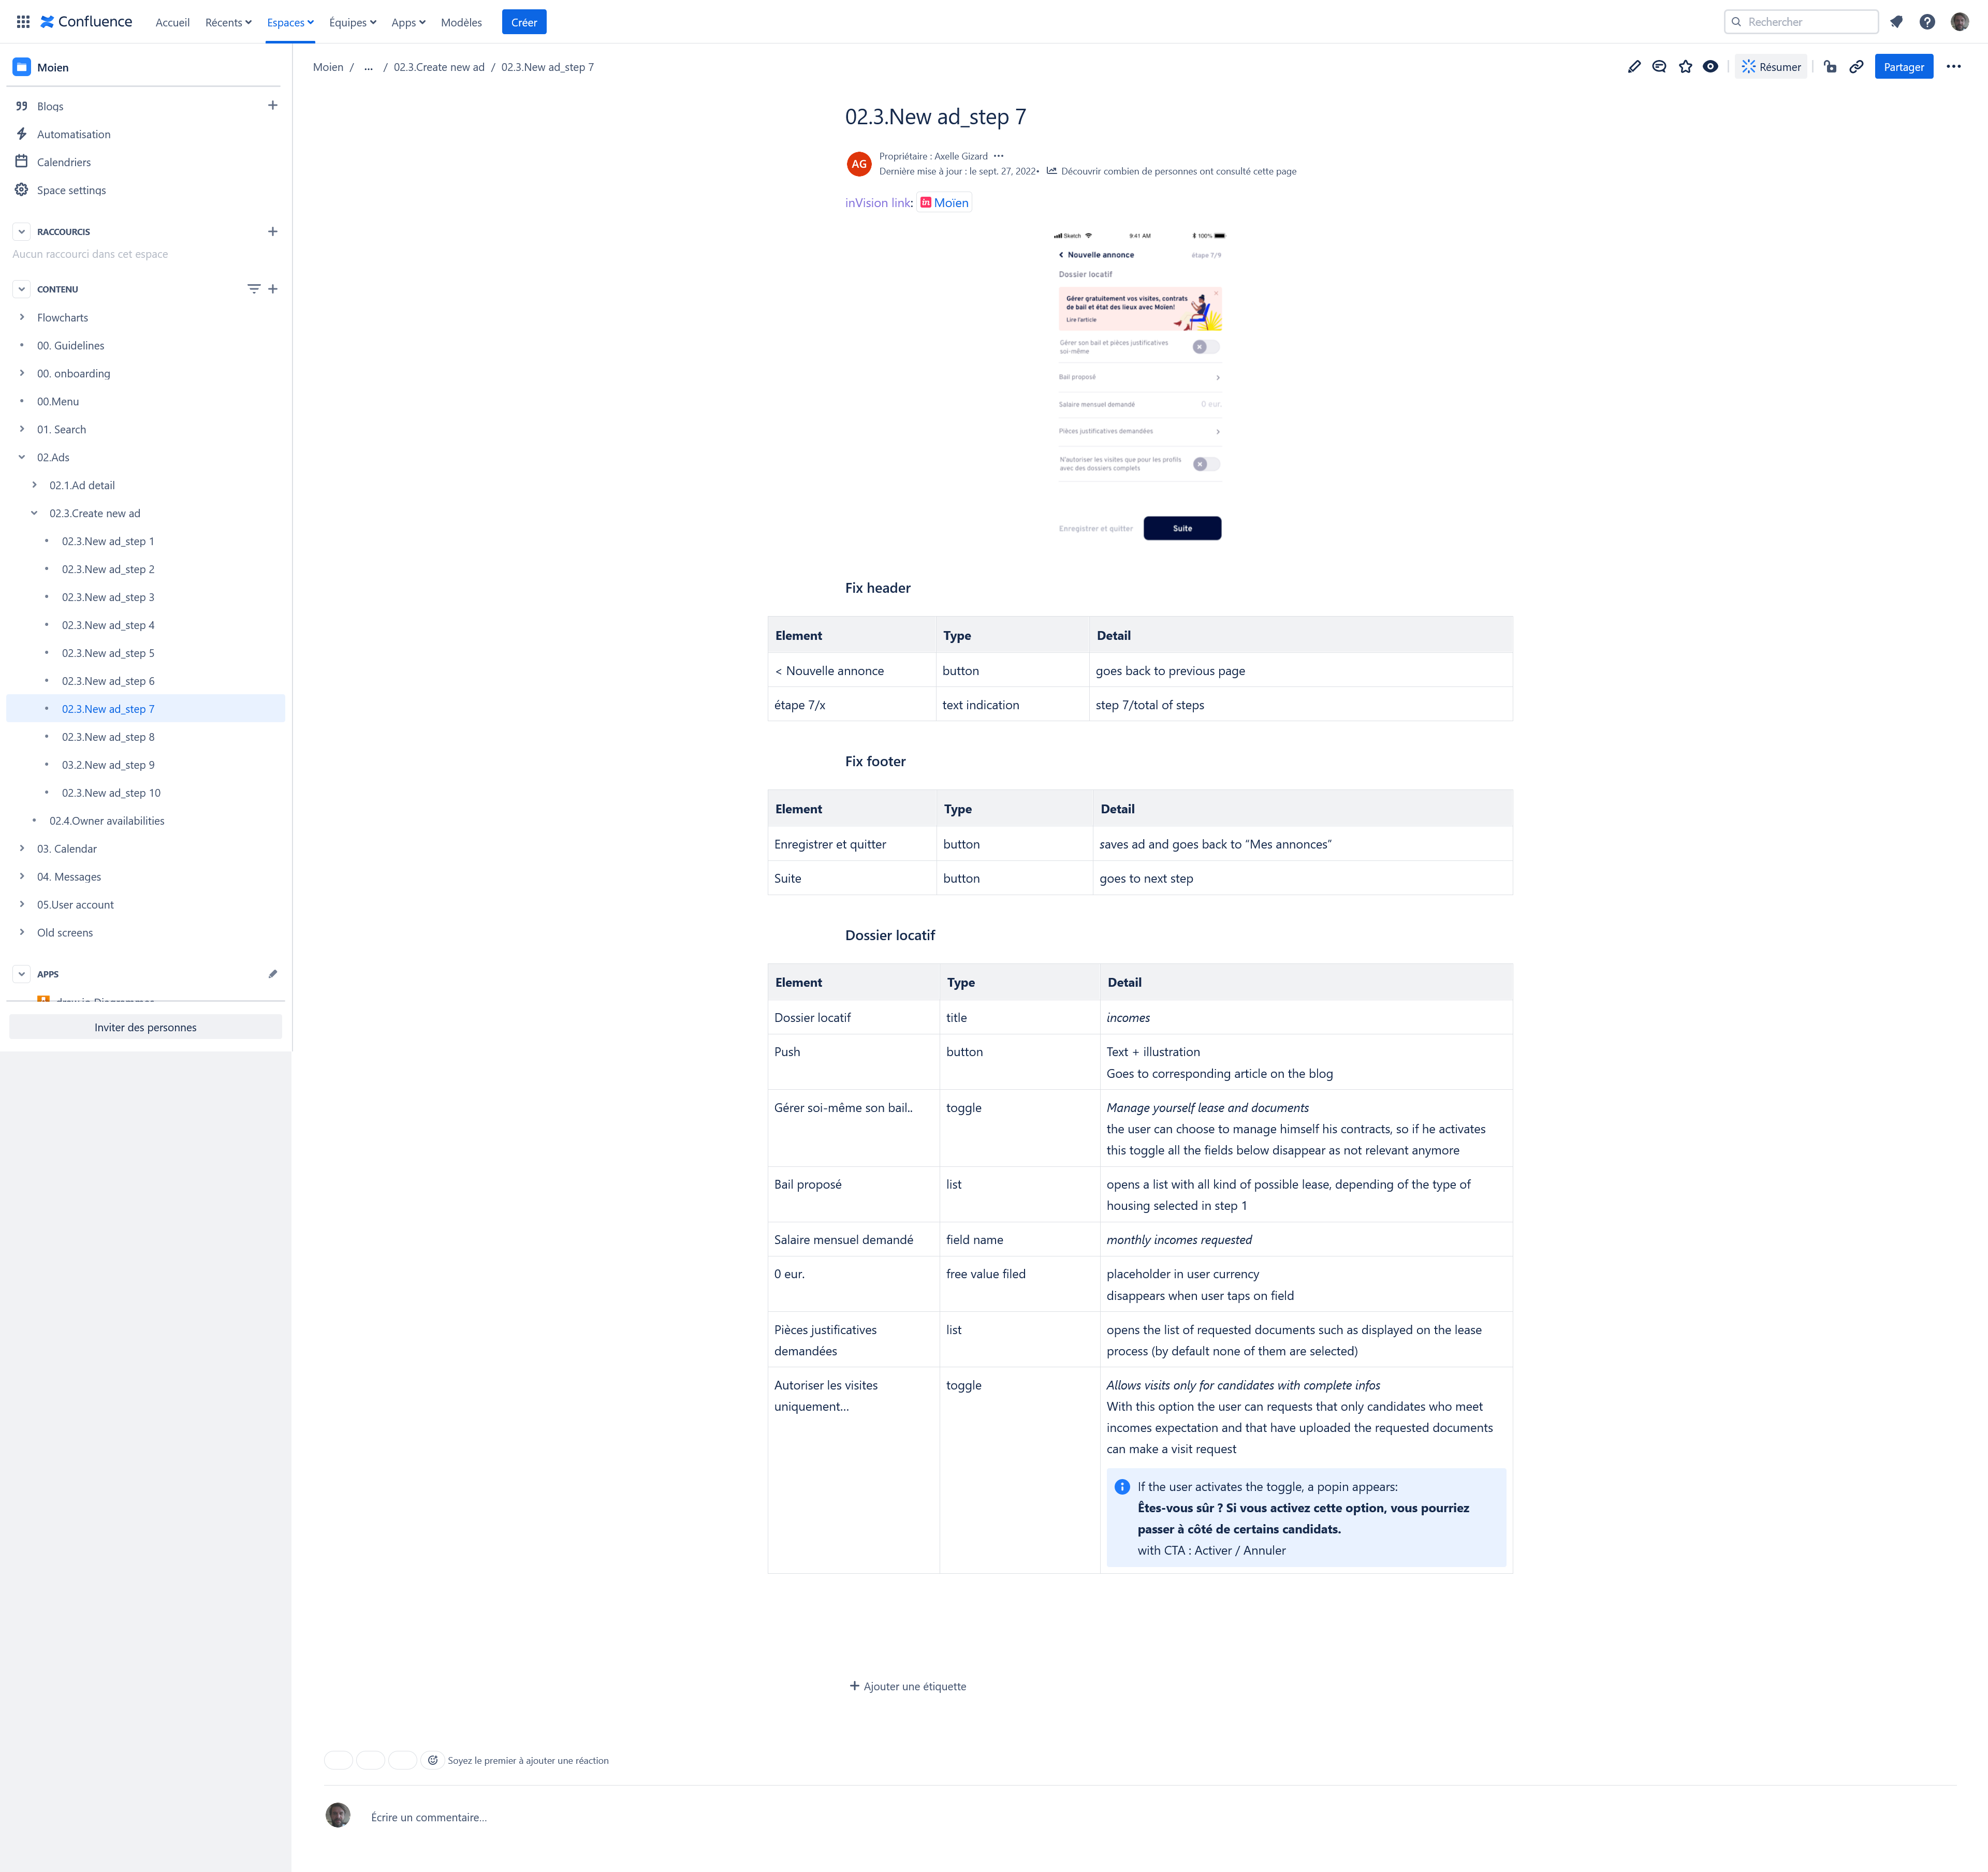 Confluence
Accueil
Récents
Espaces
Équipes
Apps
Modèles
Créer
Rechercher
Moien
Blogs
Automatisation
Calendriers
Space settings
RACCOURCIS
Aucun raccourci dans cet espace
CONTENU
Flowcharts
00. Guidelines
00. onboarding
00.Menu
01. Search
02.Ads
02.1.Ad detail
02.3.Create new ad
02.3.New ad_step 1
02.3.New ad_step 2
02.3.New ad_step 3
02.3.New ad_step 4
02.3.New ad_step 5
02.3.New ad_step 6
02.3.New ad_step 7
02.3.New ad_step 8
03.2.New ad_step 9
02.3.New ad_step 10
02.4.Owner availabilities
03. Calendar
04. Messages
05.User account
Old screens
APPS
Inviter des personnes
Moien / ... / 02.3.Create new ad / 02.3.New ad_step 7
Résumer
Partager
02.3.New ad_step 7
AG
Propriétaire : Axelle Gizard
Dernière mise à jour : le sept. 27, 2022• Découvrir combien de personnes ont consulté cette page
inVision link: in Moïen
Sketch 9:41 AM 100%
Nouvelle annonce étape 7/9
Dossier locatif
Gérer gratuitement vos visites, contrats
de bail et état des lieux avec Moïen!
Lire l'article
Gérer son bail et pièces justificatives
soi-même
Bail proposé
Salaire mensuel demandé 0 eur.
Pièces justificatives demandées
N'autoriser les visites que pour les profils
avec des dossiers complets
Enregistrer et quitter Suite
Fix header
Element Type Detail
< Nouvelle annonce button goes back to previous page
étape 7/x text indication step 7/total of steps
Fix footer
Element Type Detail
Enregistrer et quitter button saves ad and goes back to "Mes annonces"
Suite button goes to next step
Dossier locatif
Element Type Detail
Dossier locatif title incomes
Push button Text + illustration
Goes to corresponding article on the blog
Gérer soi-même son bail.. toggle Manage yourself lease and documents
the user can choose to manage himself his contracts, so if he activates
this toggle all the fields below disappear as not relevant anymore
Bail proposé list opens a list with all kind of possible lease, depending of the type of
housing selected in step 1
Salaire mensuel demandé field name monthly incomes requested
0 eur. free value filed placeholder in user currency
disappears when user taps on field
Pièces justificatives list opens the list of requested documents such as displayed on the lease
demandées process (by default none of them are selected)
Autoriser les visites toggle Allows visits only for candidates with complete infos
uniquement... With this option the user can requests that only candidates who meet
incomes expectation and that have uploaded the requested documents
can make a visit request
If the user activates the toggle, a popin appears:
Êtes-vous sûr ? Si vous activez cette option, vous pourriez
passer à côté de certains candidats.
with CTA : Activer / Annuler
Ajouter une étiquette
Soyez le premier à ajouter une réaction
Écrire un commentaire...